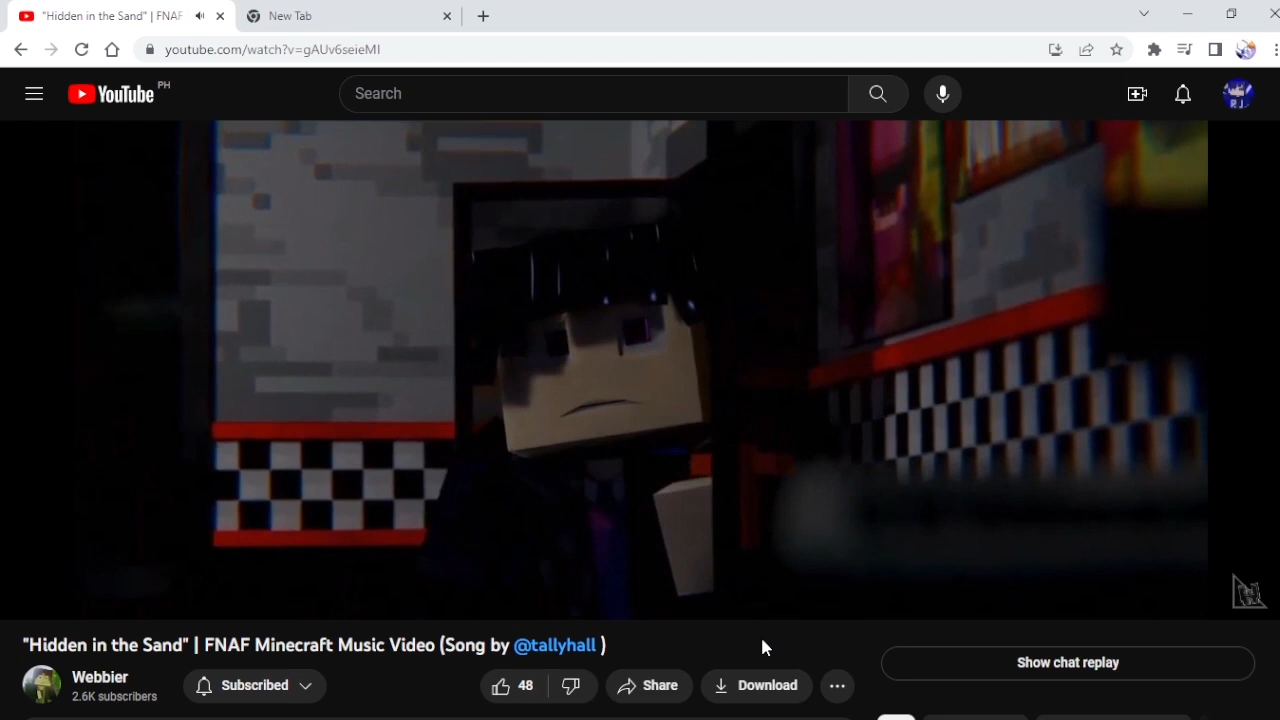 "Hidden in the Sand" | FNAF
New Tab
youtube.com/watch?v=gAUv6seieMI
YouTube PH
Search
"Hidden in the Sand" | FNAF Minecraft Music Video (Song by @tallyhall )
Webbier
2.6K subscribers
Subscribed
48
Share
Download
Show chat replay